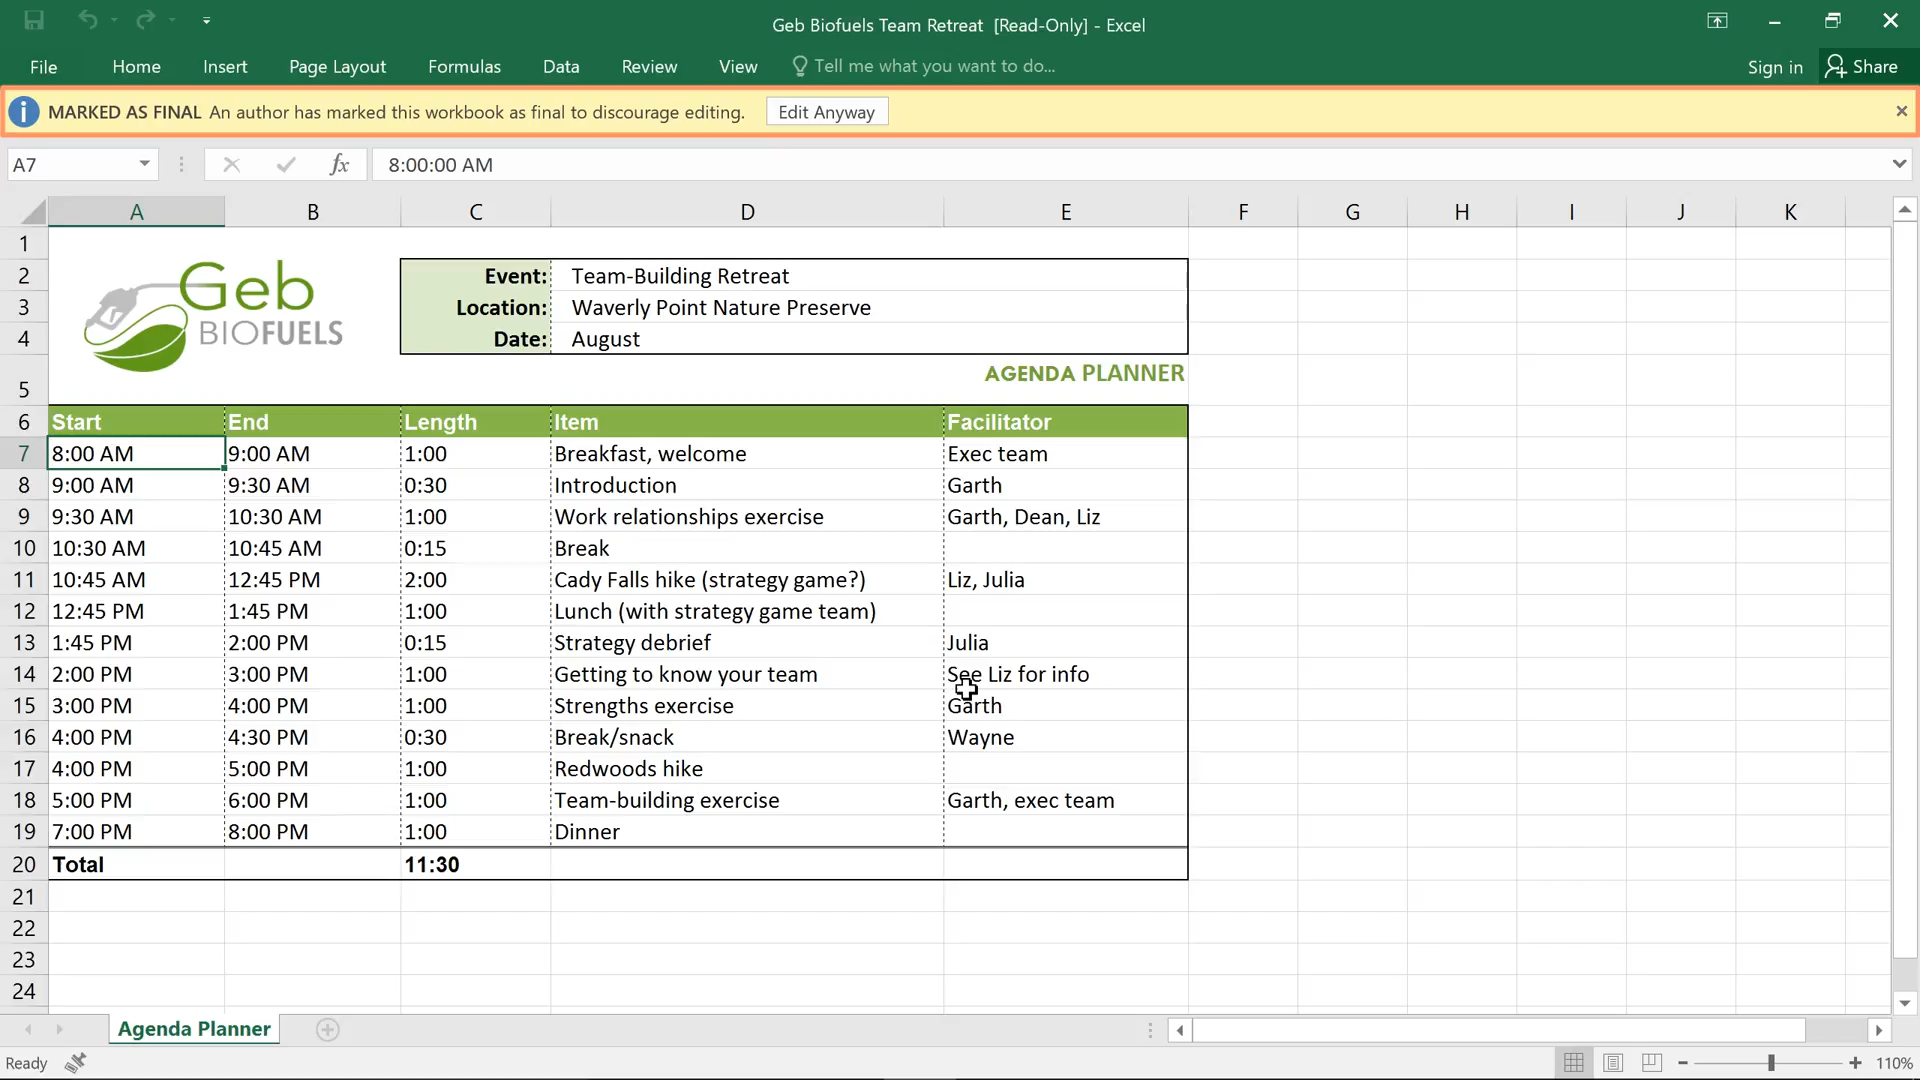 Geb Biofuels Team Retreat [Read-Only] - Excel
File Home Insert Page Layout Formulas Data Review View Tell me what you want to do... Sign in Share
MARKED AS FINAL An author has marked this workbook as final to discourage editing. Edit Anyway
A7 fx 8:00:00 AM
A B C D E F G H I J K
1
2 Event: Team-Building Retreat
3 Location: Waverly Point Nature Preserve
4 Date: August
Geb
BIOFUELS
5 AGENDA PLANNER
6 Start End Length Item Facilitator
7 8:00 AM 9:00 AM 1:00 Breakfast, welcome Exec team
8 9:00 AM 9:30 AM 0:30 Introduction Garth
9 9:30 AM 10:30 AM 1:00 Work relationships exercise Garth, Dean, Liz
10 10:30 AM 10:45 AM 0:15 Break
11 10:45 AM 12:45 PM 2:00 Cady Falls hike (strategy game?) Liz, Julia
12 12:45 PM 1:45 PM 1:00 Lunch (with strategy game team)
13 1:45 PM 2:00 PM 0:15 Strategy debrief Julia
14 2:00 PM 3:00 PM 1:00 Getting to know your team See Liz for info
15 3:00 PM 4:00 PM 1:00 Strengths exercise Garth
16 4:00 PM 4:30 PM 0:30 Break/snack Wayne
17 4:00 PM 5:00 PM 1:00 Redwoods hike
18 5:00 PM 6:00 PM 1:00 Team-building exercise Garth, exec team
19 7:00 PM 8:00 PM 1:00 Dinner
20 Total 11:30
21
22
23
24
Agenda Planner
Ready 110%